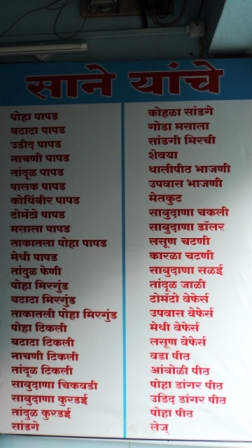 साने यांचे
पोहा पापड
बटाटा पापड
उडीद पापड
नाचणी पापड
तांदूळ पापड
पालक पापड
कोथिंबीर पापड
टोमॅटो पापड
मसाला पापड
ताकातला पोहा पापड
मेथी पापड
तांदुळ फेणी
पोहा मिरगुंड
बटाटा मिरगुंड
ताकातली पोहा मिरगुंड
पोहा टिकली
बटाटा टिकली
नाचणी टिकली
तांदूळ टिकली
साबुदाणा चिकवडी
साबुदाणा कुरडई
तांदुळ कुरडई
सांडगे
कोहळा सांडगे
गोडा मसाला
सांडगी मिरची
शेवया
थालीपीठ भाजणी
उपवास भाजणी
मेतकुट
साबुदाणा चकली
साबुदाणा डॉलर
लसूण चटणी
कारळा चटणी
साबुदाणा सळई
तांदुळ जाळी
टोमॅटो वेफर्स
उपवास वेफर्स
मेथी वेफर्स
लसूण वेफर्स
वडा पीठ
आंबोळी पीठ
पोहा डांगर पीठ
उडिद डांगर पीठ
पोहा पीठ
लेज्